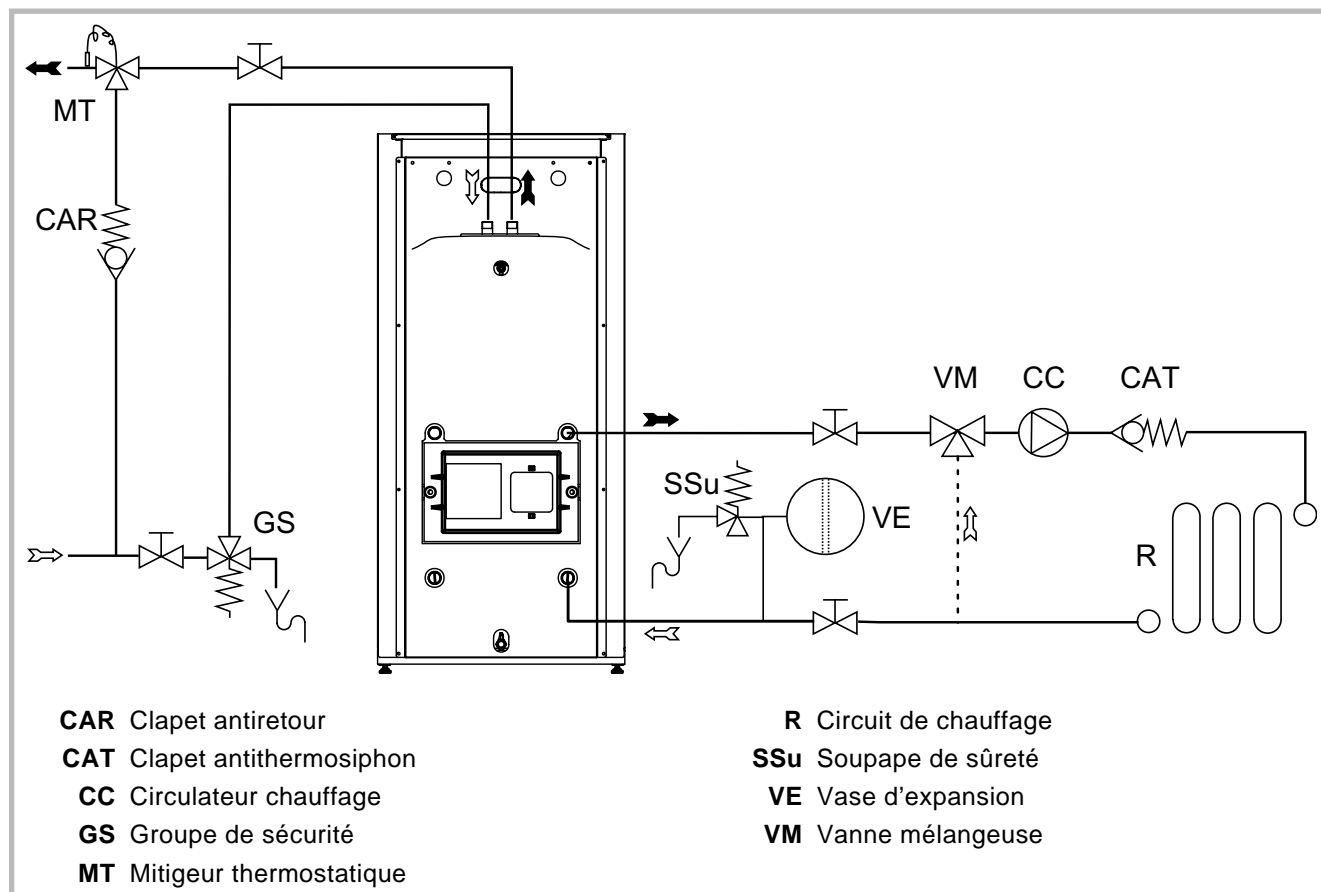 MT
CAR
GS
VM CC CAT
SSu
VE
R
CAR Clapet antiretour
CAT Clapet antithermosiphon
CC Circulateur chauffage
GS Groupe de sécurité
MT Mitigeur thermostatique
R Circuit de chauffage
SSu Soupape de sûreté
VE Vase d'expansion
VM Vanne mélangeuse